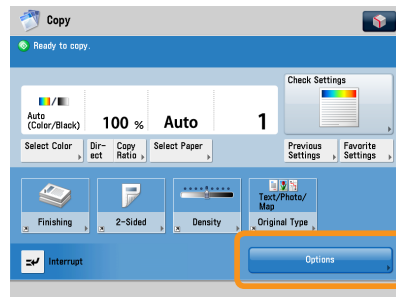 Copy
Ready to copy.
Check Settings
Auto
(Color/Black)
100 %
Auto
1
Select Color
Dir-
ect
Copy
Ratio
Select Paper
Previous
Settings
Favorite
Settings
Text/Photo/
Map
Finishing
2-Sided
Density
Original Type
Interrupt
Options